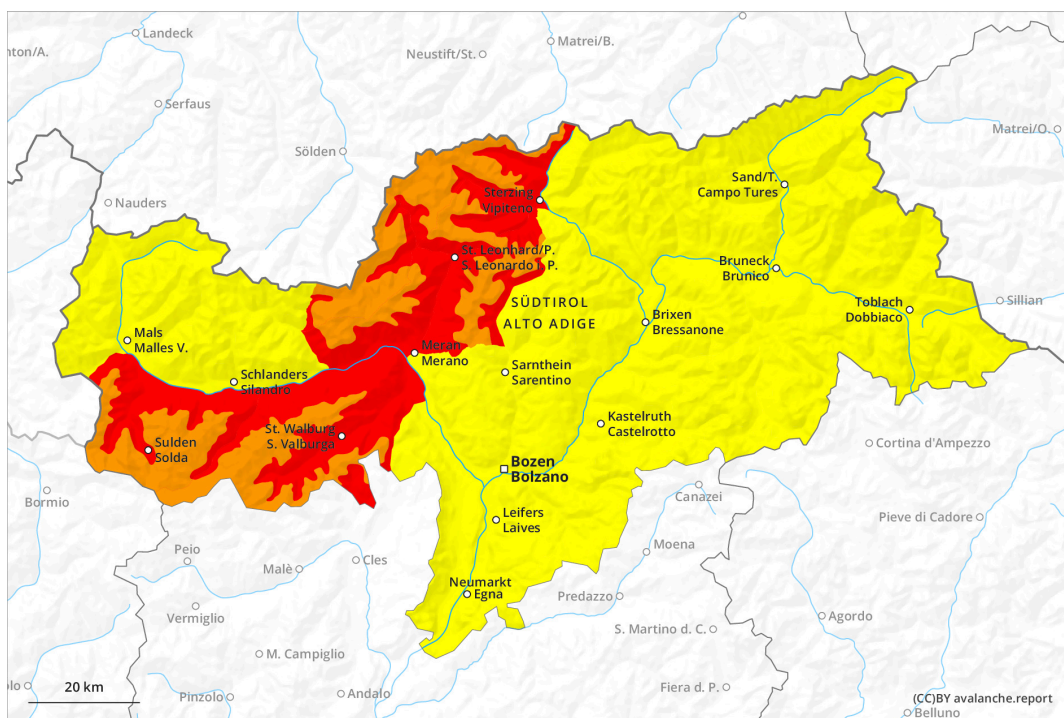 Landeck
Matrei/B.
Neustift/St.
nton/A.
Serfaus
Matrei/O.
Sölden
Sand/T.
Campo Tures
Sterzing
Vipiteno
Nauders
St. Leonhard/P.
S. Leonardo i. P.
Bruneck
Brunico
SÜDTIROL
ALTO ADIGE
Toblach
Dobbiaco
Sillian
Brixen
Bressanone
Mals
Malles V.
Meran
Merano
Schlanders
Silandro
Sarnthein
Sarentino
Kastelruth
Castelrotto
St. Walburg
S. Valburga
Sulden
Solda
Cortina d'Ampezzo
Bozen
Bolzano
Bormio
Canazei
Leifers
Laives
Pieve di Cadore
Peio
Moena
Cles
Malè
Neumarkt
Egna
Predazzo
Vermiglio
Agordo
S. Martino d. C.
M. Campiglio
olo
20 km
Pinzolo
Andalo
Fiera d. P.
(CC)BY avalanche.report
Belluno